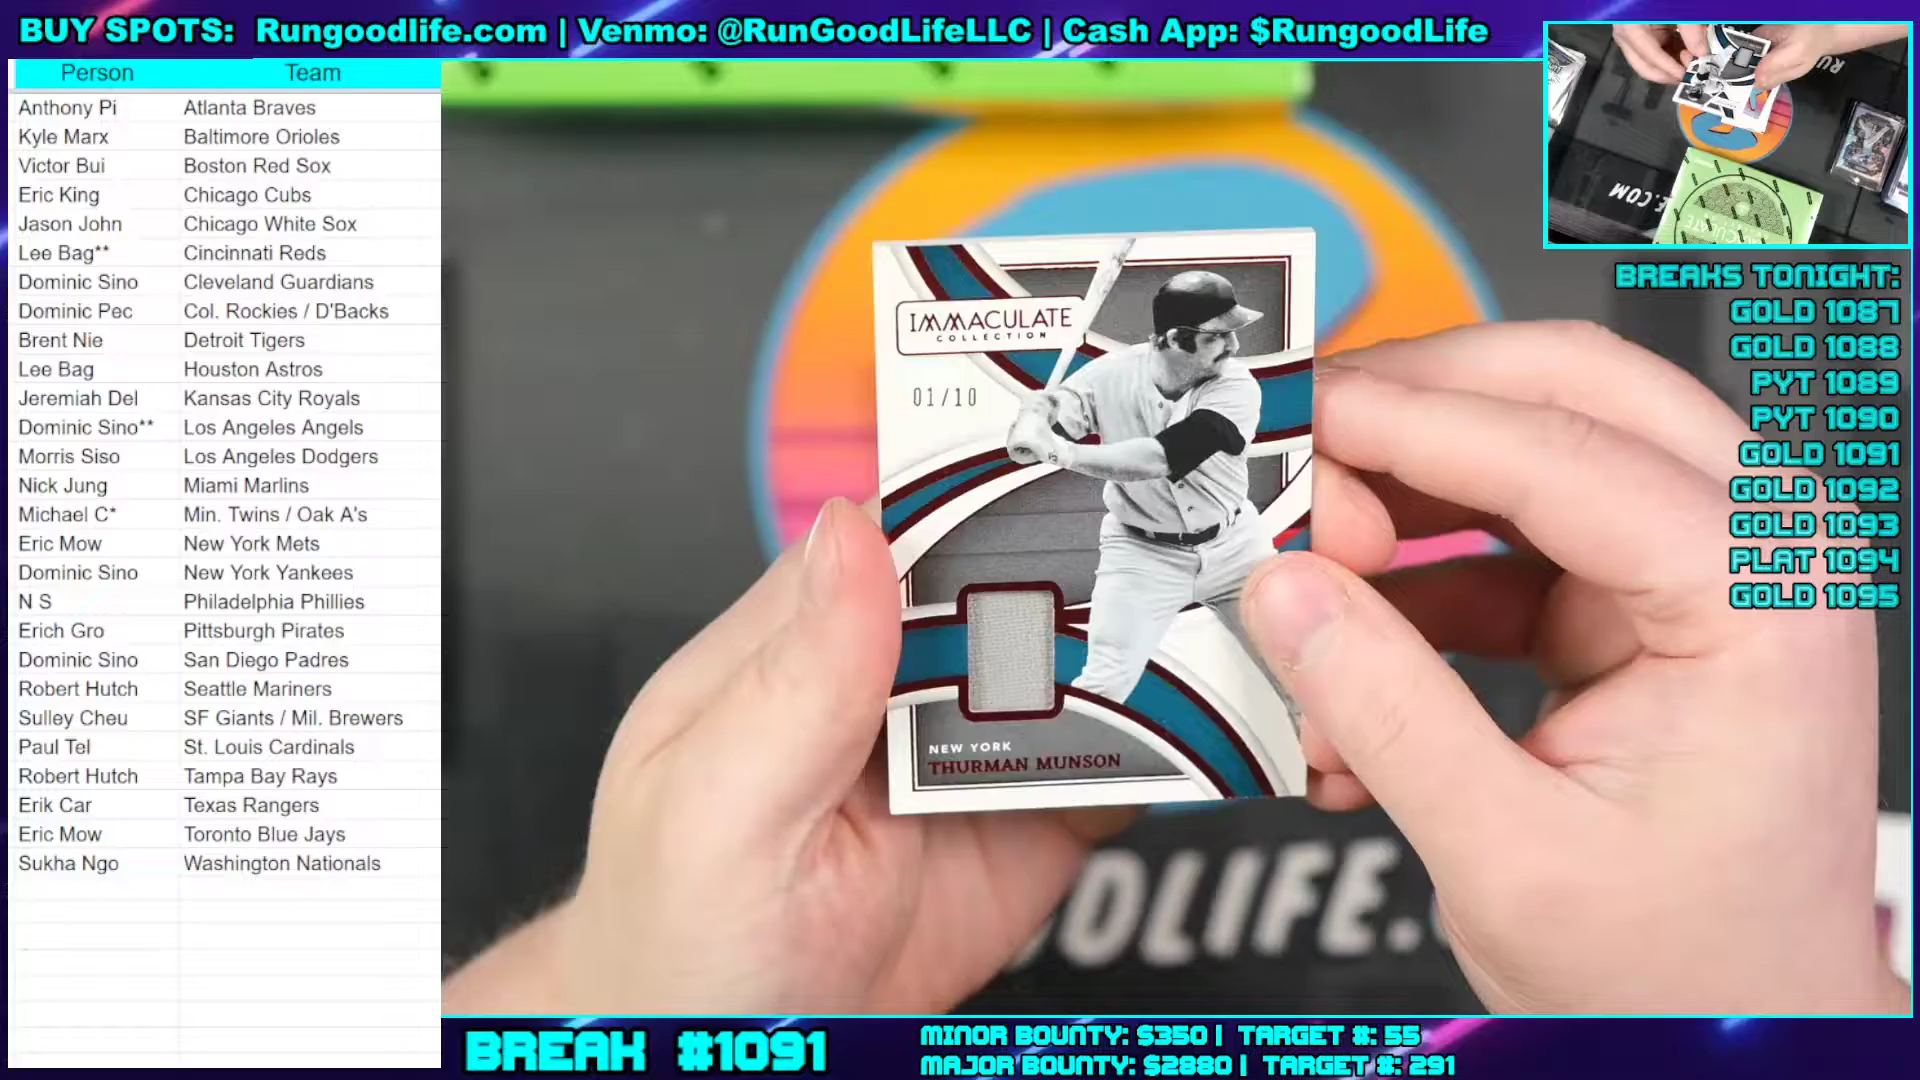 BUY SPOTS: Rungoodlife.com | Venmo: @RunGoodLifeLLC | Cash App: $RungoodLife
Person Team
Anthony Pi Atlanta Braves
Kyle Marx Baltimore Orioles
Victor Bui Boston Red Sox
Eric King Chicago Cubs
Jason John Chicago White Sox
Lee Bag** Cincinnati Reds
Dominic Sino Cleveland Guardians
Dominic Pec Col. Rockies / D'Backs
Brent Nie Detroit Tigers
Lee Bag Houston Astros
Jeremiah Del Kansas City Royals
Dominic Sino** Los Angeles Angels
Morris Siso Los Angeles Dodgers
Nick Jung Miami Marlins
Michael C* Min. Twins / Oak A's
Eric Mow New York Mets
Dominic Sino New York Yankees
N S Philadelphia Phillies
Erich Gro Pittsburgh Pirates
Dominic Sino San Diego Padres
Robert Hutch Seattle Mariners
Sulley Cheu SF Giants / Mil. Brewers
Paul Tel St. Louis Cardinals
Robert Hutch Tampa Bay Rays
Erik Car Texas Rangers
Eric Mow Toronto Blue Jays
Sukha Ngo Washington Nationals
IMMACULATE
COLLECTION
01/10
NEW YORK
THURMAN MUNSON
ODLIFE.
RU
E.COM
BREAKS TONIGHT:
GOLD 1087
GOLD 1088
PYT 1089
PYT 1090
GOLD 1091
GOLD 1092
GOLD 1093
PLAT 1094
GOLD 1095
BREAK #1091
MINOR BOUNTY: $350 | TARGET #: 55
MAJOR BOUNTY: $2880 | TARGET #: 291